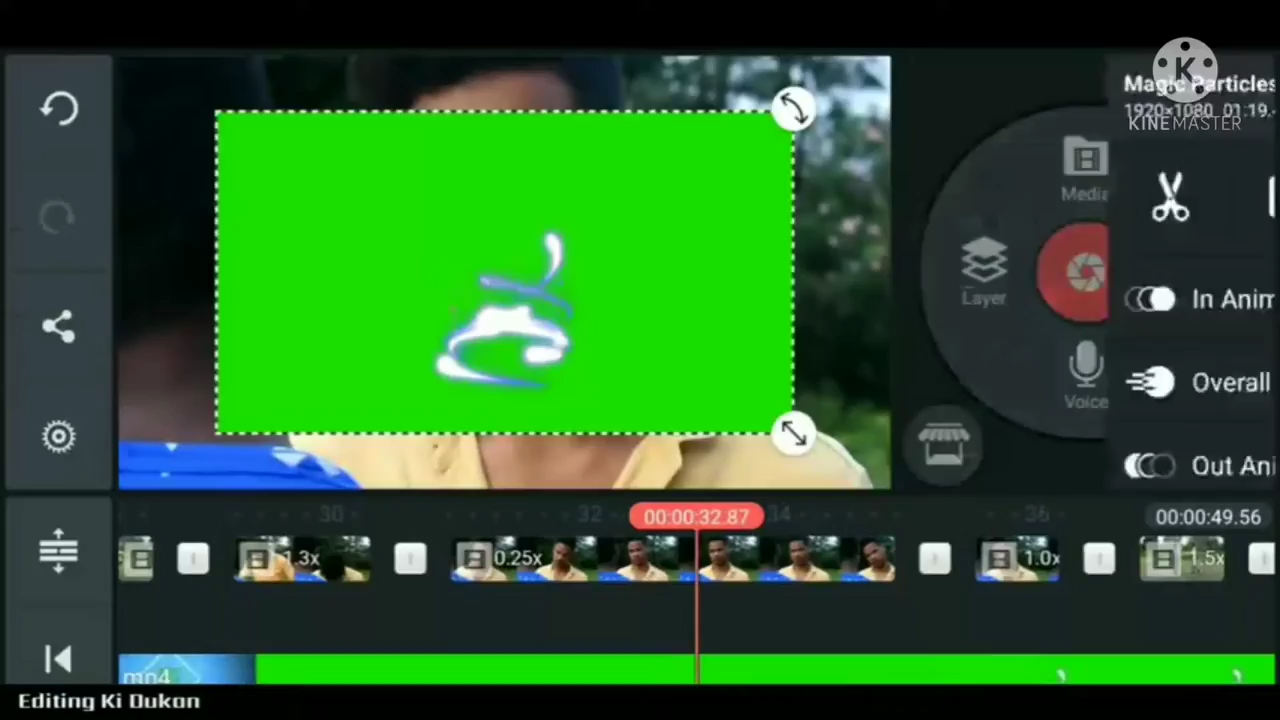 Magic Particles
1920×1080 01:19.
KINEMASTER
Media
Layer
In Anim
Overall
Voice
Out Ani
30
32
00:00:32.87
34
36
00:00:49.56
1.3x
0.25x
1.0x
1.5x
mp4
Editing Ki Dukan